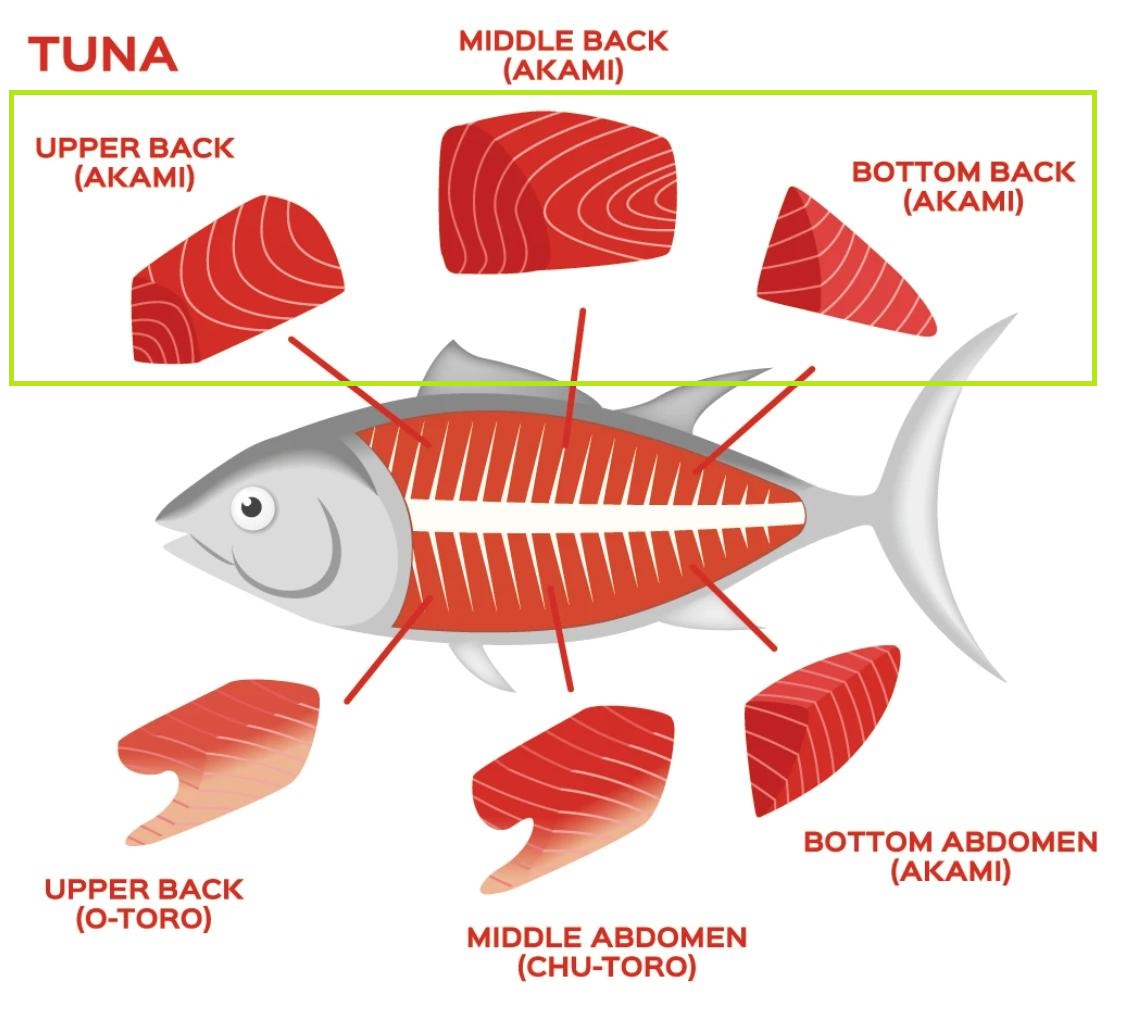 TUNA
MIDDLE BACK
(AKAMI)
UPPER BACK
(AKAMI)
BOTTOM BACK
(AKAMI)
UPPER BACK
(O-TORO)
MIDDLE ABDOMEN
(CHU-TORO)
BOTTOM ABDOMEN
(AKAMI)